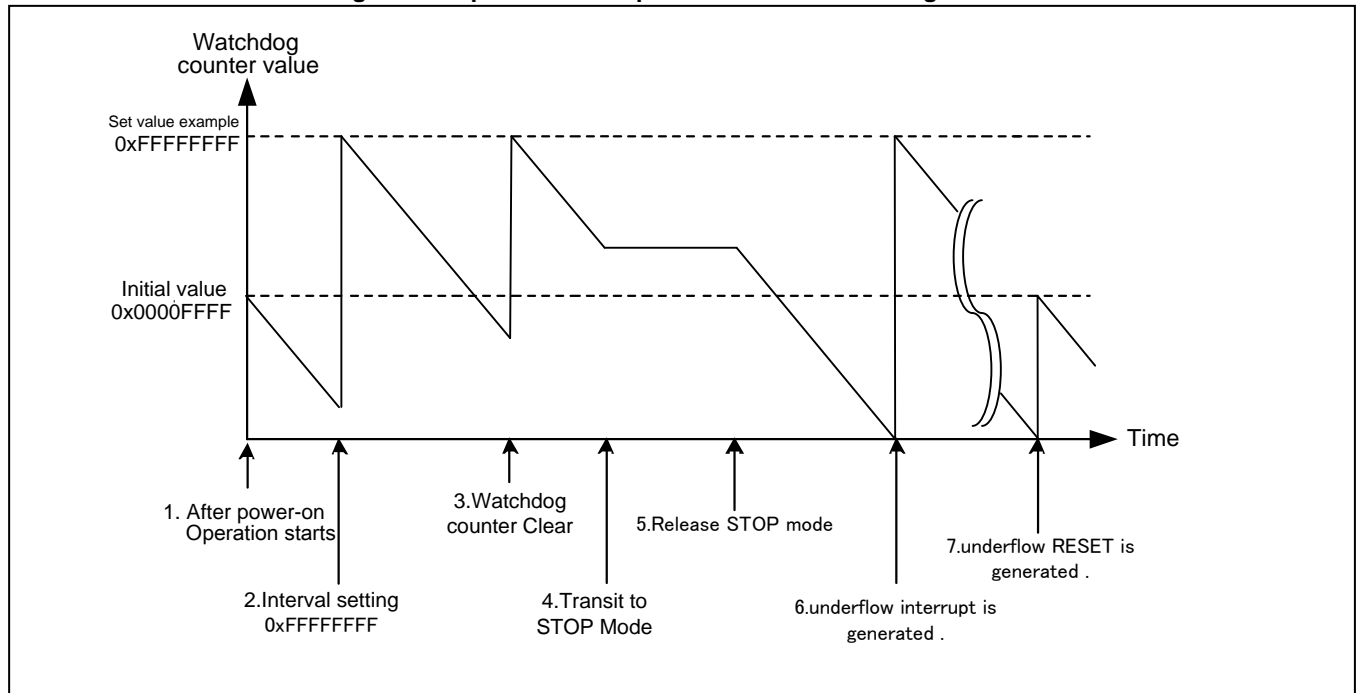 Watchdog
counter value
Set value example
0xFFFFFFFF
Initial value
0x0000FFFF
Time
1. After power-on
Operation starts
2.Interval setting
0xFFFFFFFF
3.Watchdog
counter Clear
4.Transit to
STOP Mode
5.Release STOP mode
6.underflow interrupt is
generated .
7.underflow RESET is
generated .